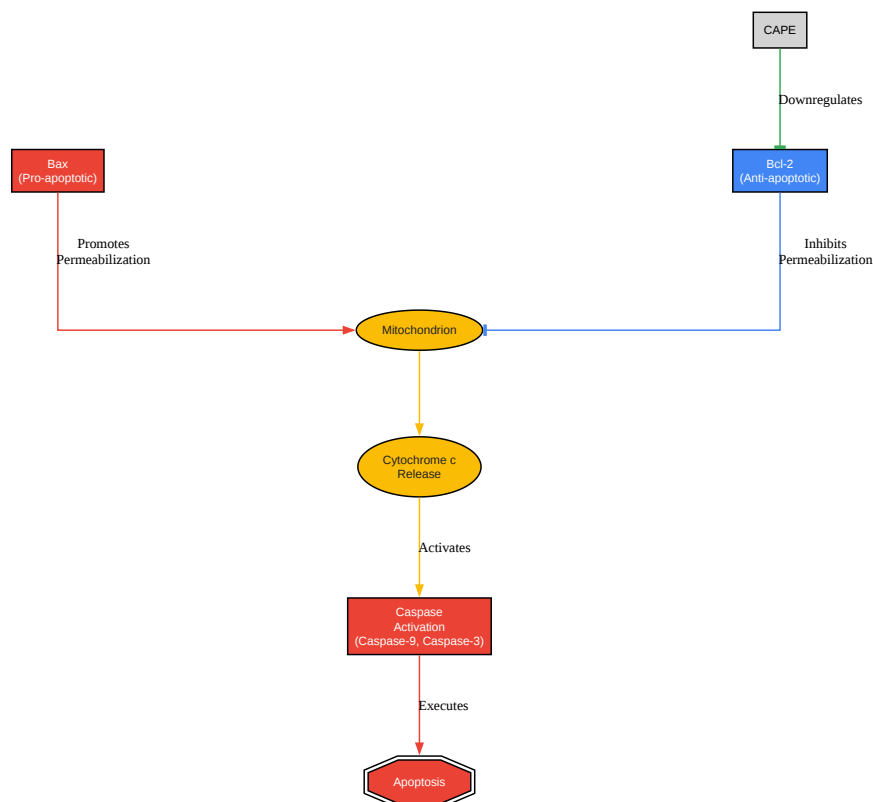 CAPE
Downregulates
Bax
(Pro-apoptotic)
Bcl-2
(Anti-apoptotic)
Promotes
Permeabilization
Inhibits
Permeabilization
Mitochondrion
Cytochrome c
Release
Activates
Caspase
Activation
(Caspase-9, Caspase-3)
Executes
Apoptosis